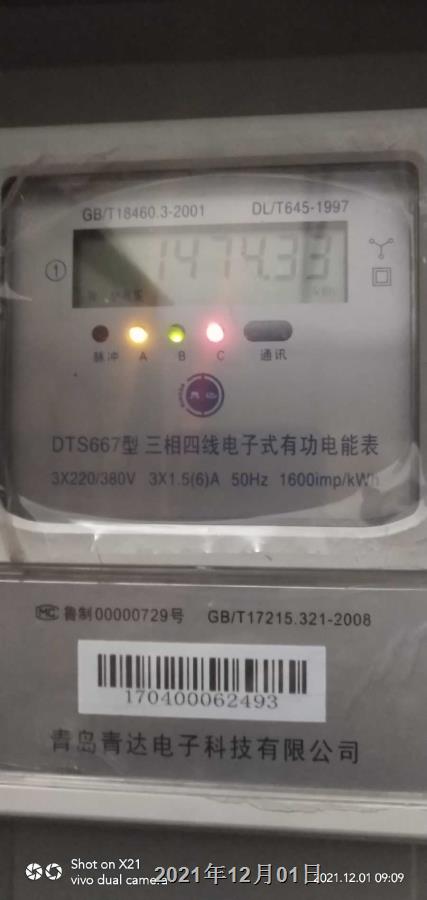 GB/T18460.3-2001 DL/T645-1997
1474.33
①
kWh
脉冲 A B C 通讯
DTS667型 三相四线电子式有功电能表
3X220/380V 3X1.5(6)A 50Hz 1600imp/kWh
MC 鲁制00000729号 GB/T17215.321-2008
170400062493
青岛青达电子科技有限公司
Shot on X21
vivo dual camera
2021年12月01日
2021.12.01 09:09